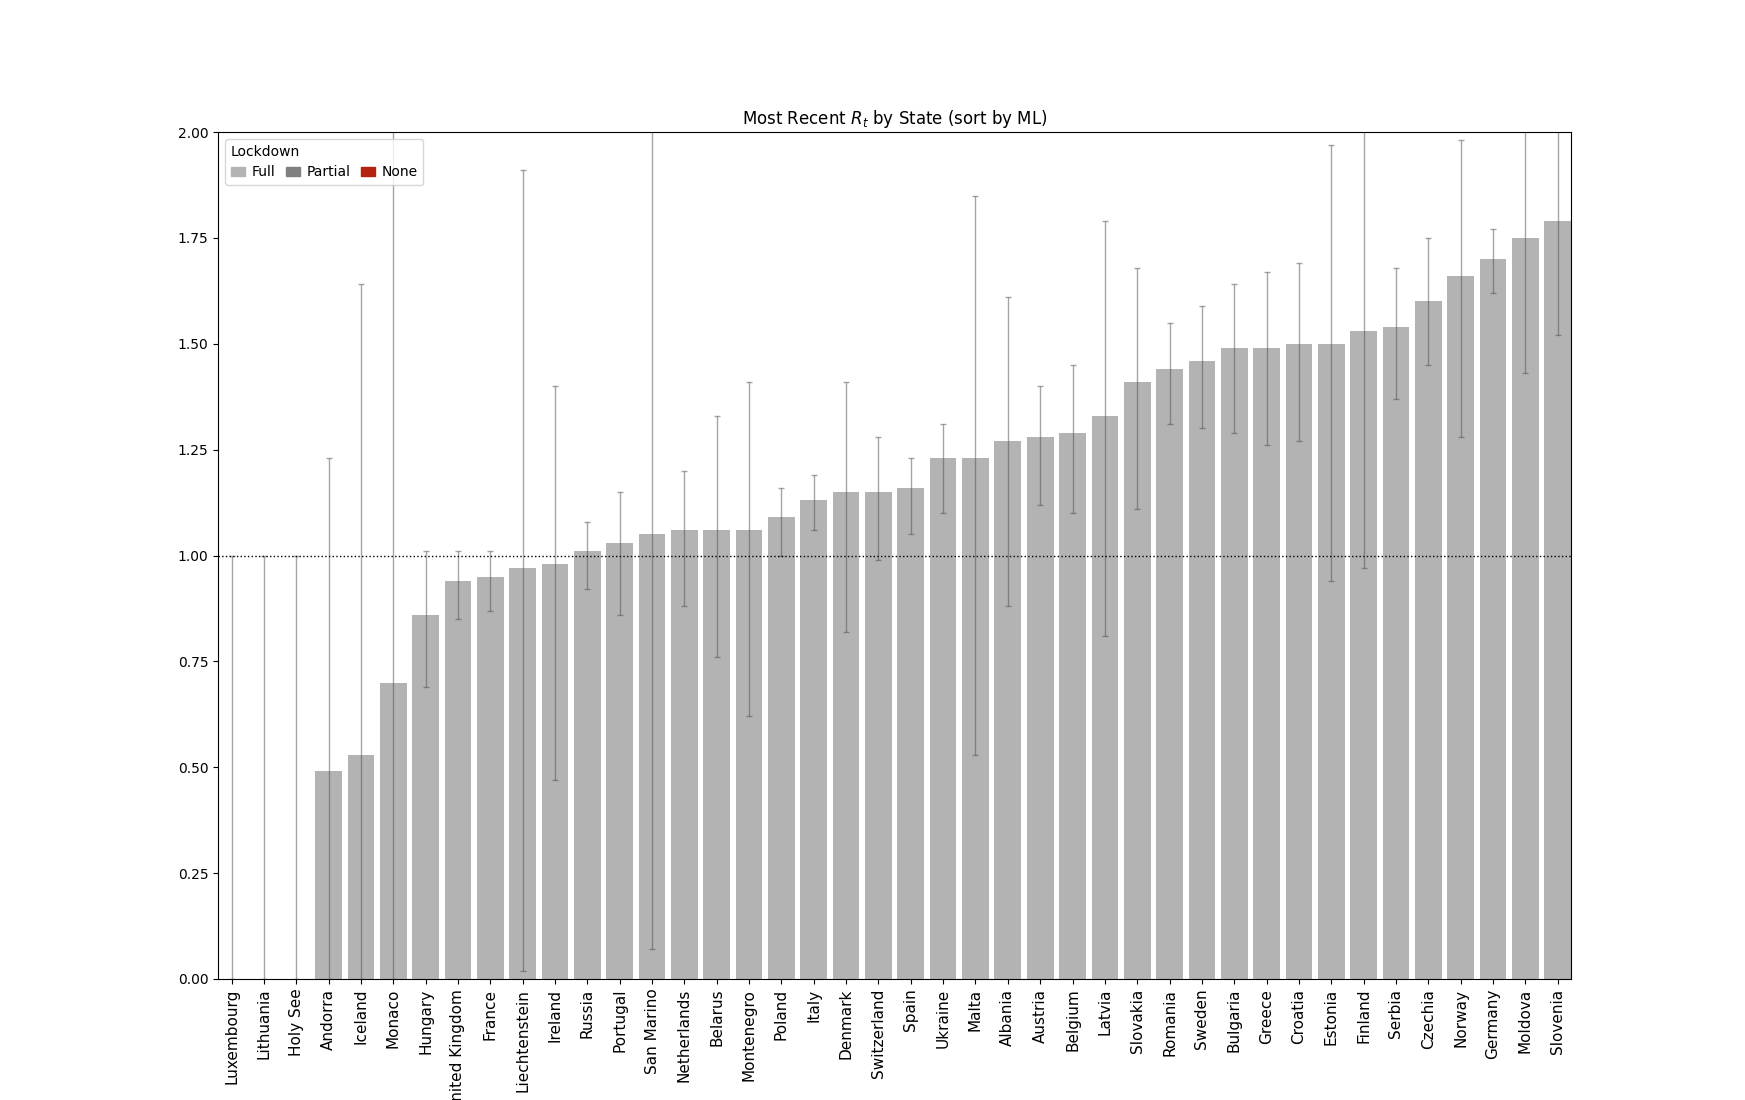 Most Recent R_t by State (sort by ML)
Lockdown
Full Partial None
2.00
1.75
1.50
1.25
1.00
0.75
0.50
0.25
0.00
Luxembourg
Lithuania
Holy See
Andorra
Iceland
Monaco
Hungary
nited Kingdom
France
Liechtenstein
Ireland
Russia
Portugal
San Marino
Netherlands
Belarus
Montenegro
Poland
Italy
Denmark
Switzerland
Spain
Ukraine
Malta
Albania
Austria
Belgium
Latvia
Slovakia
Romania
Sweden
Bulgaria
Greece
Croatia
Estonia
Finland
Serbia
Czechia
Norway
Germany
Moldova
Slovenia